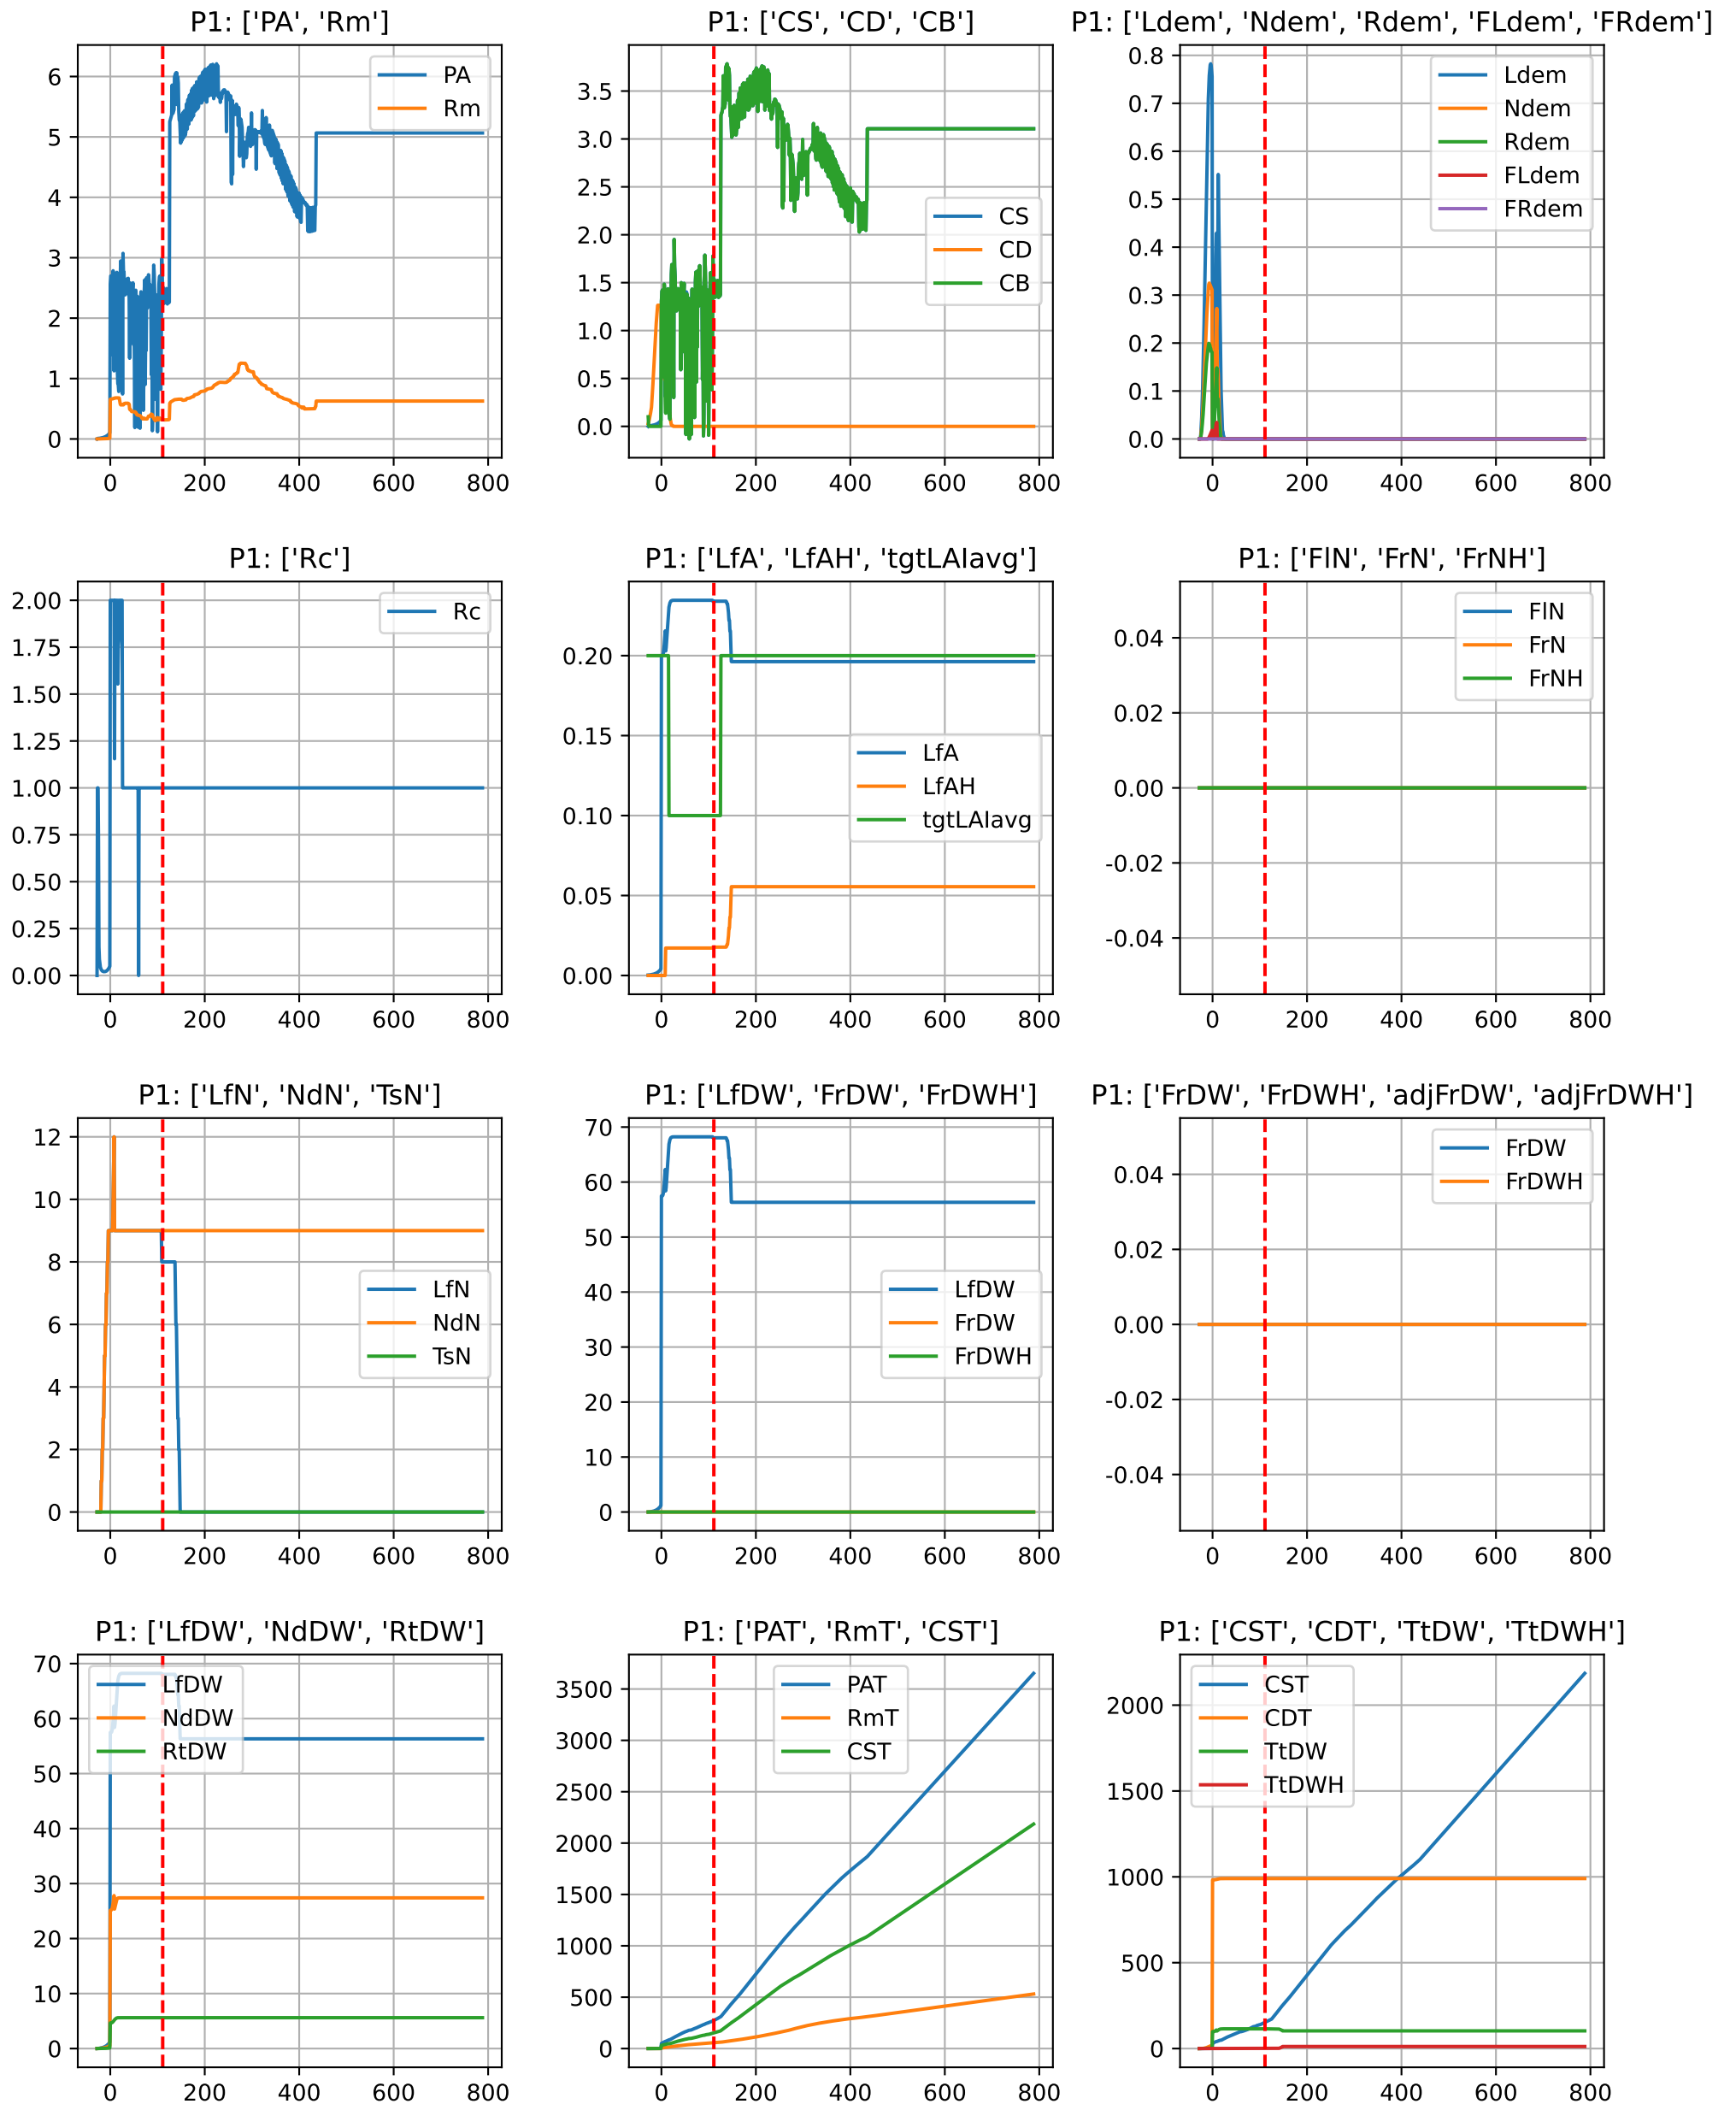 P1: ['PA', 'Rm']
PA
Rm
6
5
4
3
2
1
0
0 200 400 600 800
P1: ['CS', 'CD', 'CB']
CS
CD
CB
3.5
3.0
2.5
2.0
1.5
1.0
0.5
0.0
0 200 400 600 800
P1: ['Ldem', 'Ndem', 'Rdem', 'FLdem', 'FRdem']
Ldem
Ndem
Rdem
FLdem
FRdem
0.8
0.7
0.6
0.5
0.4
0.3
0.2
0.1
0.0
0 200 400 600 800
P1: ['Rc']
Rc
2.00
1.75
1.50
1.25
1.00
0.75
0.50
0.25
0.00
0 200 400 600 800
P1: ['LfA', 'LfAH', 'tgtLAIavg']
LfA
LfAH
tgtLAIavg
0.20
0.15
0.10
0.05
0.00
0 200 400 600 800
P1: ['FlN', 'FrN', 'FrNH']
FlN
FrN
FrNH
0.04
0.02
0.00
-0.02
-0.04
0 200 400 600 800
P1: ['LfN', 'NdN', 'TsN']
LfN
NdN
TsN
12
10
8
6
4
2
0
0 200 400 600 800
P1: ['LfDW', 'FrDW', 'FrDWH']
LfDW
FrDW
FrDWH
70
60
50
40
30
20
10
0
0 200 400 600 800
P1: ['FrDW', 'FrDWH', 'adjFrDW', 'adjFrDWH']
FrDW
FrDWH
0.04
0.02
0.00
-0.02
-0.04
0 200 400 600 800
P1: ['LfDW', 'NdDW', 'RtDW']
LfDW
NdDW
RtDW
70
60
50
40
30
20
10
0
0 200 400 600 800
P1: ['PAT', 'RmT', 'CST']
PAT
RmT
CST
3500
3000
2500
2000
1500
1000
500
0
0 200 400 600 800
P1: ['CST', 'CDT', 'TtDW', 'TtDWH']
CST
CDT
TtDW
TtDWH
2000
1500
1000
500
0
0 200 400 600 800